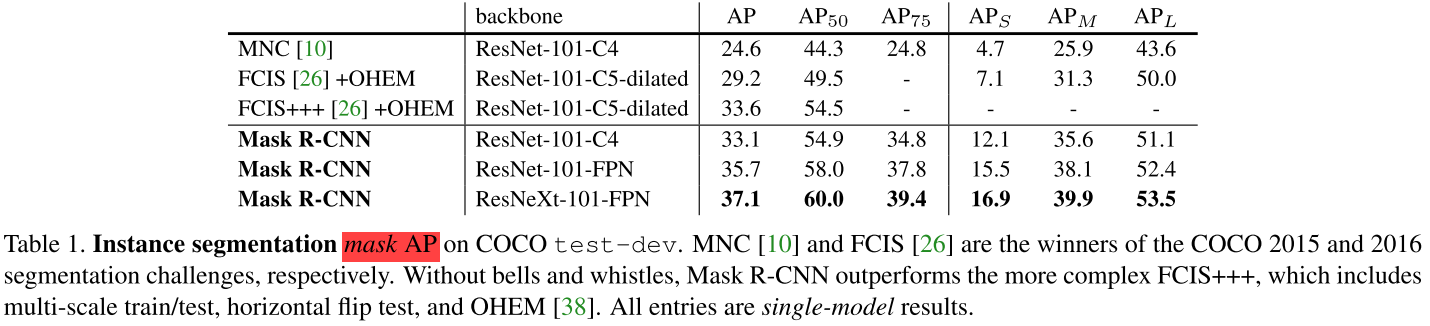 backbone AP AP50 AP75 APS APM APL
MNC [10] ResNet-101-C4 24.6 44.3 24.8 4.7 25.9 43.6
FCIS [26] +OHEM ResNet-101-C5-dilated 29.2 49.5 - 7.1 31.3 50.0
FCIS+++ [26] +OHEM ResNet-101-C5-dilated 33.6 54.5 - - - -
Mask R-CNN ResNet-101-C4 33.1 54.9 34.8 12.1 35.6 51.1
Mask R-CNN ResNet-101-FPN 35.7 58.0 37.8 15.5 38.1 52.4
Mask R-CNN ResNeXt-101-FPN 37.1 60.0 39.4 16.9 39.9 53.5
Table 1. Instance segmentation mask AP on COCO test-dev. MNC [10] and FCIS [26] are the winners of the COCO 2015 and 2016
segmentation challenges, respectively. Without bells and whistles, Mask R-CNN outperforms the more complex FCIS+++, which includes
multi-scale train/test, horizontal flip test, and OHEM [38]. All entries are single-model results.